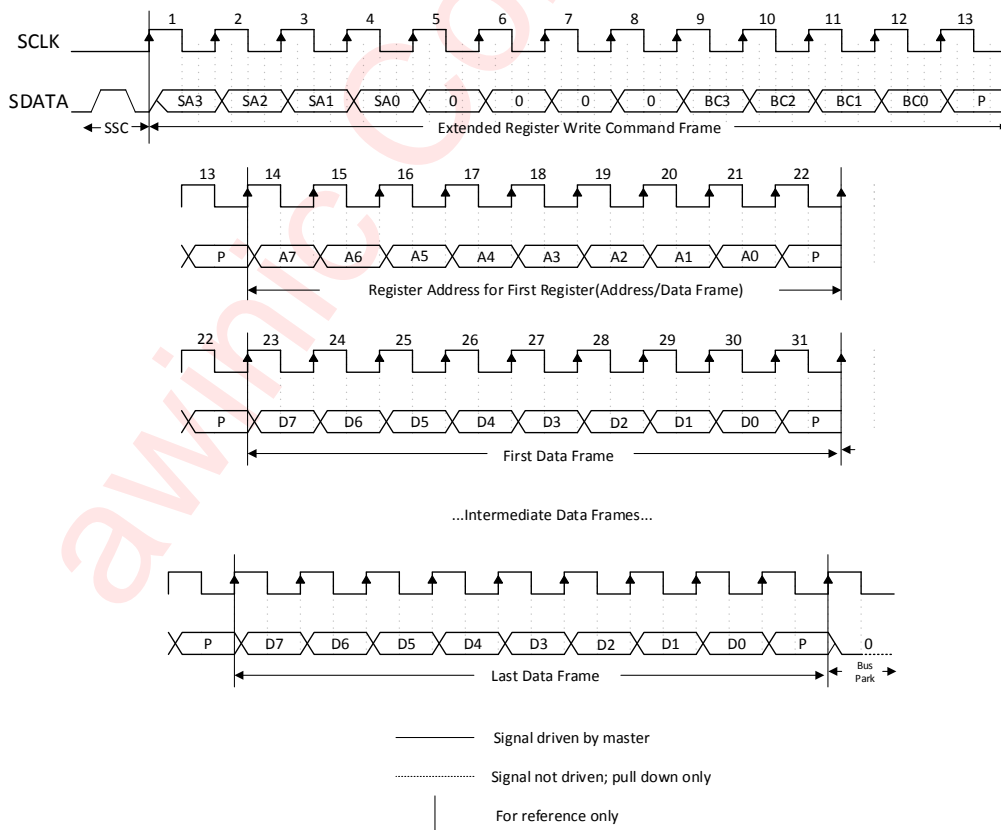 1 2 3 4 5 6 7 8 9 10 11 12 13
SCLK
SDATA SA3 SA2 SA1 SA0 0 0 0 0 BC3 BC2 BC1 BC0 P
SSC Extended Register Write Command Frame
13 14 15 16 17 18 19 20 21 22
P A7 A6 A5 A4 A3 A2 A1 A0 P
Register Address for First Register(Address/Data Frame)
22 23 24 25 26 27 28 29 30 31
P D7 D6 D5 D4 D3 D2 D1 D0 P
First Data Frame
...Intermediate Data Frames...
P D7 D6 D5 D4 D3 D2 D1 D0 P 0
Last Data Frame Bus
Park
Signal driven by master
Signal not driven; pull down only
For reference only
awinic Co